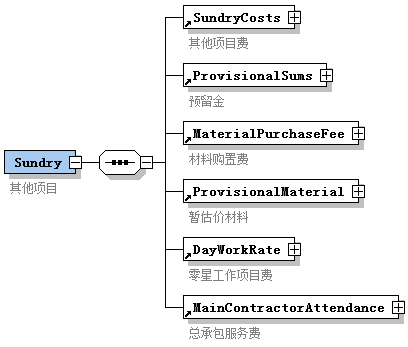 SundryCosts
其他项目费
ProvisionalSums
预留金
MaterialPurchaseFee
材料购置费
Sundry
其他项目
ProvisionalMaterial
暂估价材料
DayWorkRate
零星工作项目费
MainContractorAttendance
总承包服务费